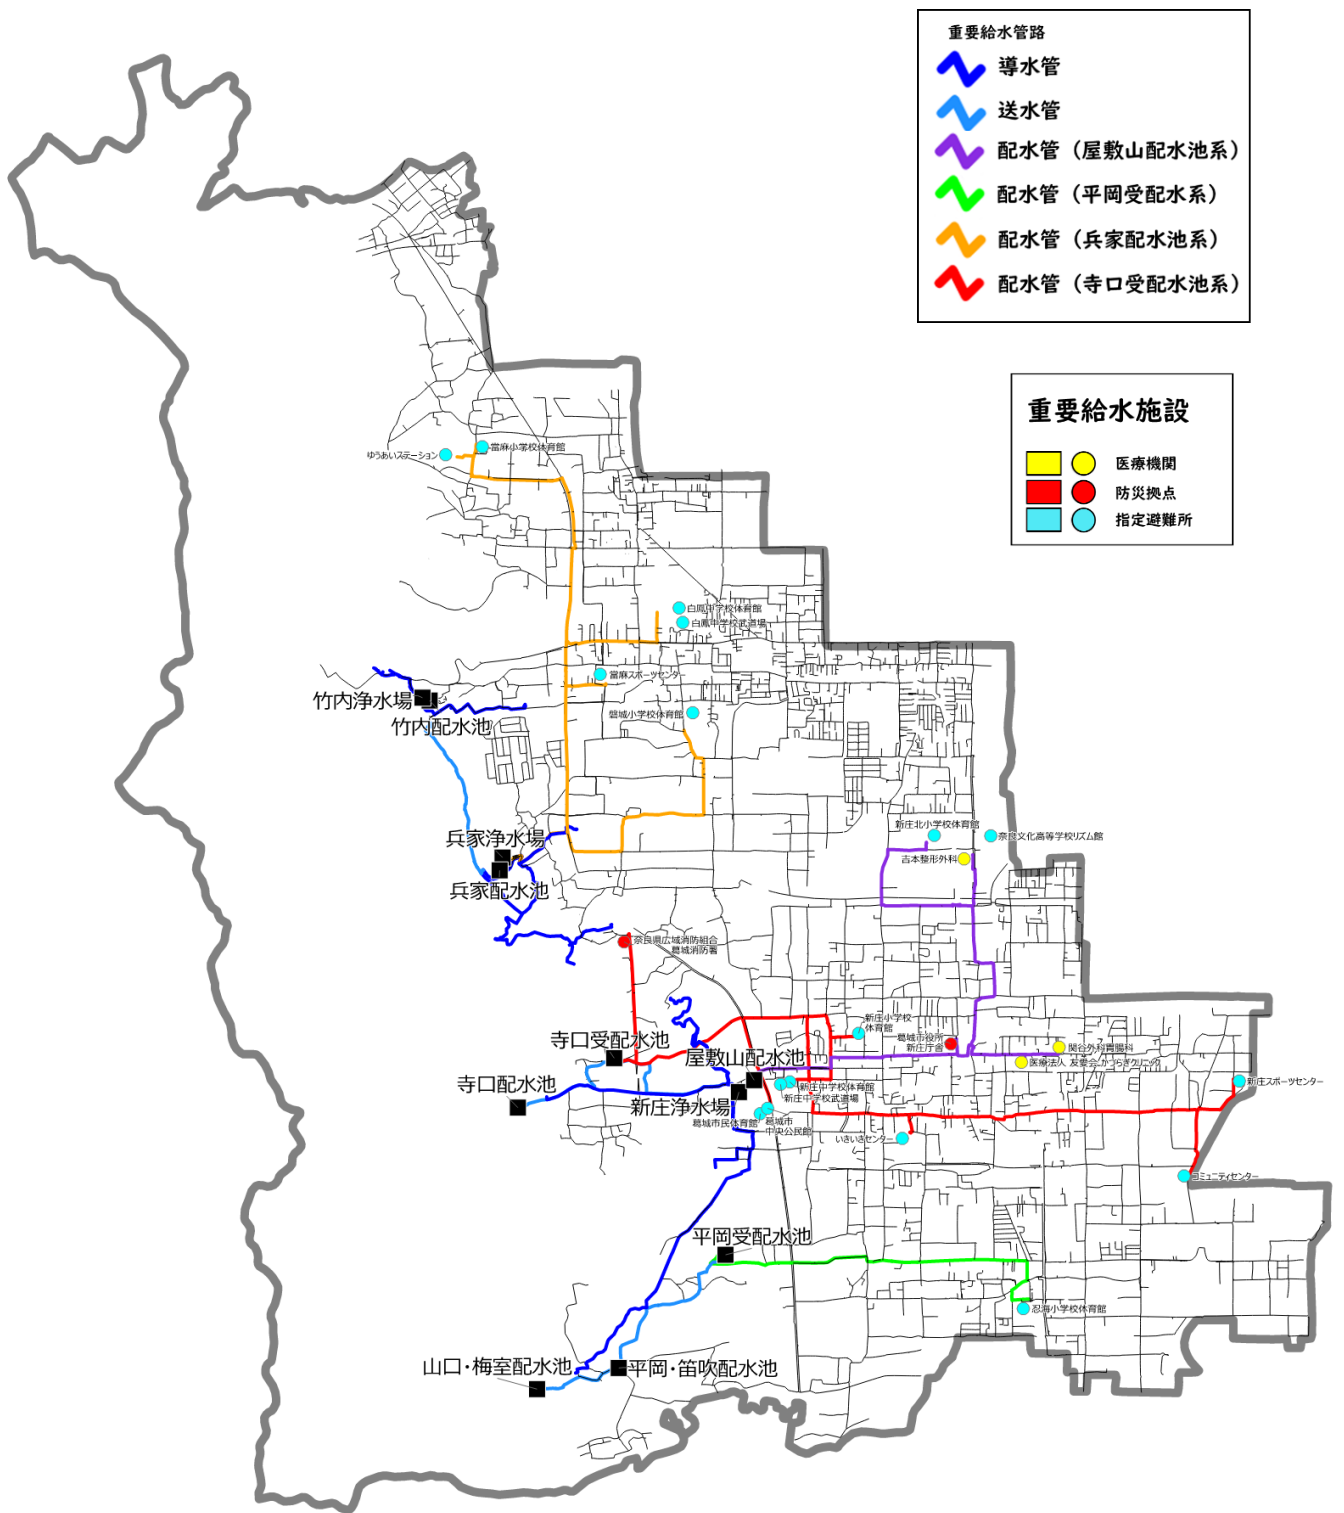 重要給水管路
導水管
送水管
配水管（屋敷山配水池系）
配水管（平岡受配水系）
配水管（兵家配水池系）
配水管（寺口受配水池系）
重要給水施設
医療機関
防災拠点
指定避難所
當麻小学校体育館
ゆうあいステーション
白鳳中学校体育館
白鳳中学校武道場
當麻スポーツセンター
竹内浄水場
磐城小学校体育館
竹内配水池
新庄北小学校体育館
奈良文化高等学校リズム館
兵家浄水場
吉本整形外科
兵家配水池
奈良県広域消防組合
葛城消防署
新庄小学校
体育館
葛城市役所
新庄庁舎
寺口受配水池
関谷外科胃腸科
屋敷山配水池
医療法人 友愛会 かつらぎクリニック
寺口配水池
新庄スポーツセンター
新庄中学校体育館
新庄中学校武道場
新庄浄水場
葛城市民体育館
葛城市
中央公民館
いきいきセンター
コミュニティセンター
平岡受配水池
忍海小学校体育館
山口・梅室配水池
平岡・笛吹配水池